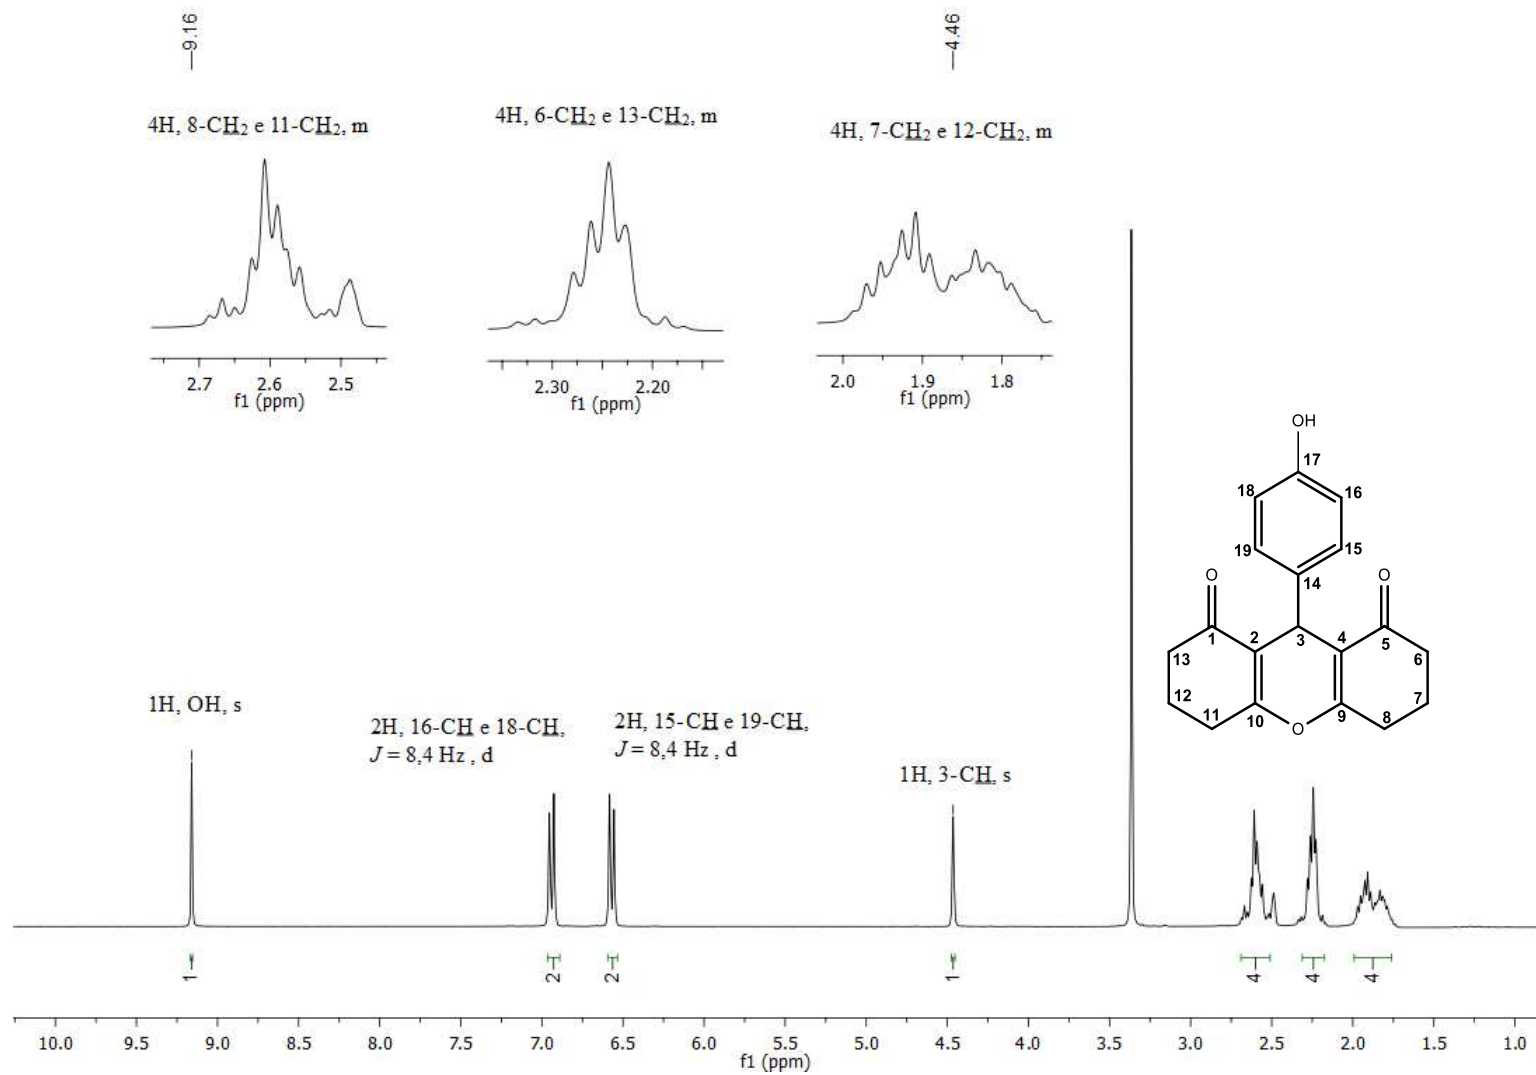 —9.16
—4.46
4H, 8-CH₂ e 11-CH₂, m
4H, 6-CH₂ e 13-CH₂, m
4H, 7-CH₂ e 12-CH₂, m
2.7 2.6 2.5
f1 (ppm)
2.30 2.20
f1 (ppm)
2.0 1.9 1.8
f1 (ppm)
OH
17
18 16
19 15
14
O O
1 2 3 4 5
13 6
12 7
11 10 O 9 8
1H, OH, s
2H, 16-CH e 18-CH,
J = 8,4 Hz , d
2H, 15-CH e 19-CH,
J = 8,4 Hz , d
1H, 3-CH, s
1 2 2 1 4 4 4
10.0 9.5 9.0 8.5 8.0 7.5 7.0 6.5 6.0 5.5 5.0 4.5 4.0 3.5 3.0 2.5 2.0 1.5 1.0
f1 (ppm)